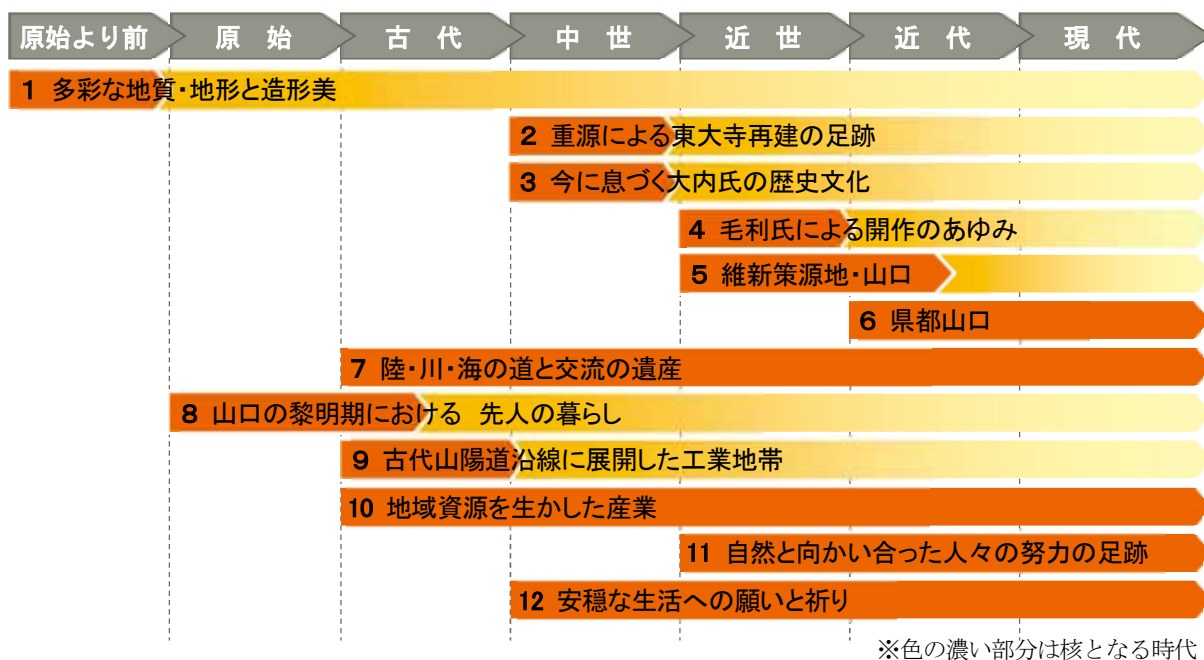 原始より前 原始 古代 中世 近世 近代 現代
1 多彩な地質・地形と造形美
2 重源による東大寺再建の足跡
3 今に息づく大内氏の歴史文化
4 毛利氏による開作のあゆみ
5 維新策源地・山口
6 県都山口
7 陸・川・海の道と交流の遺産
8 山口の黎明期における 先人の暮らし
9 古代山陽道沿線に展開した工業地帯
10 地域資源を生かした産業
11 自然と向かい合った人々の努力の足跡
12 安穏な生活への願いと祈り
※色の濃い部分は核となる時代